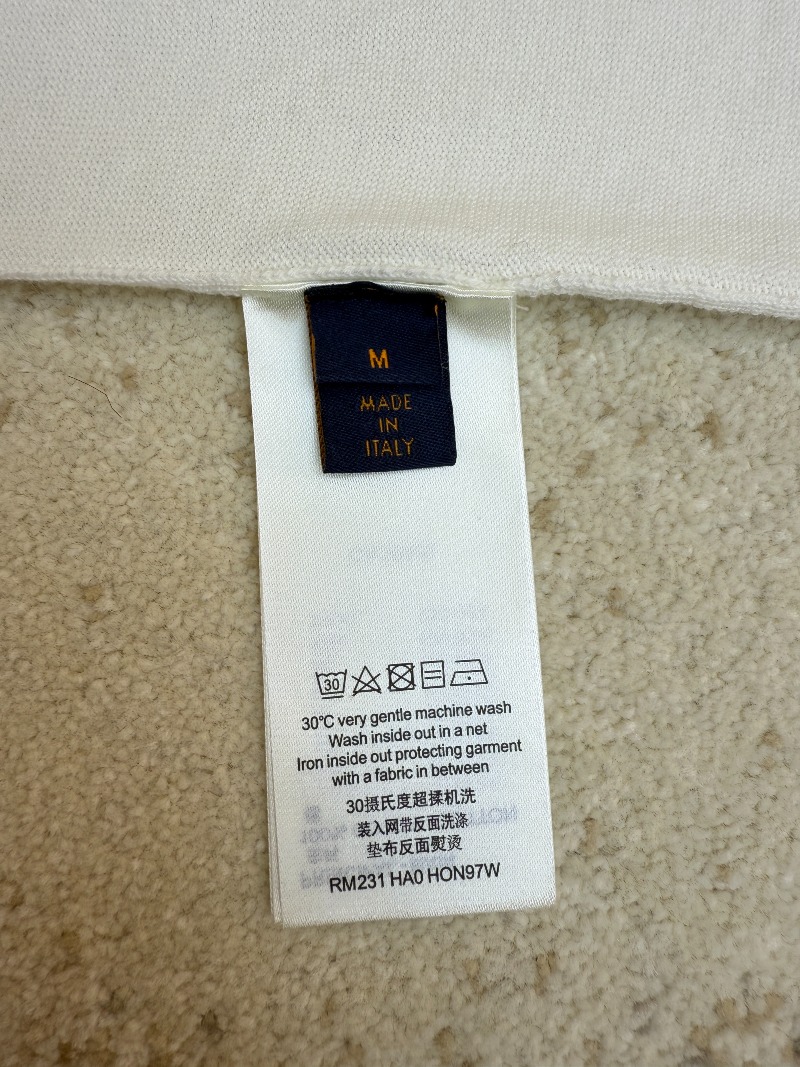 M
MADE
IN
ITALY
30
30°C very gentle machine wash
Wash inside out in a net
Iron inside out protecting garment
with a fabric in between
30摄氏度超揉机洗
装入网带反面洗涤
垫布反面熨烫
RM231 HA0 HON97W